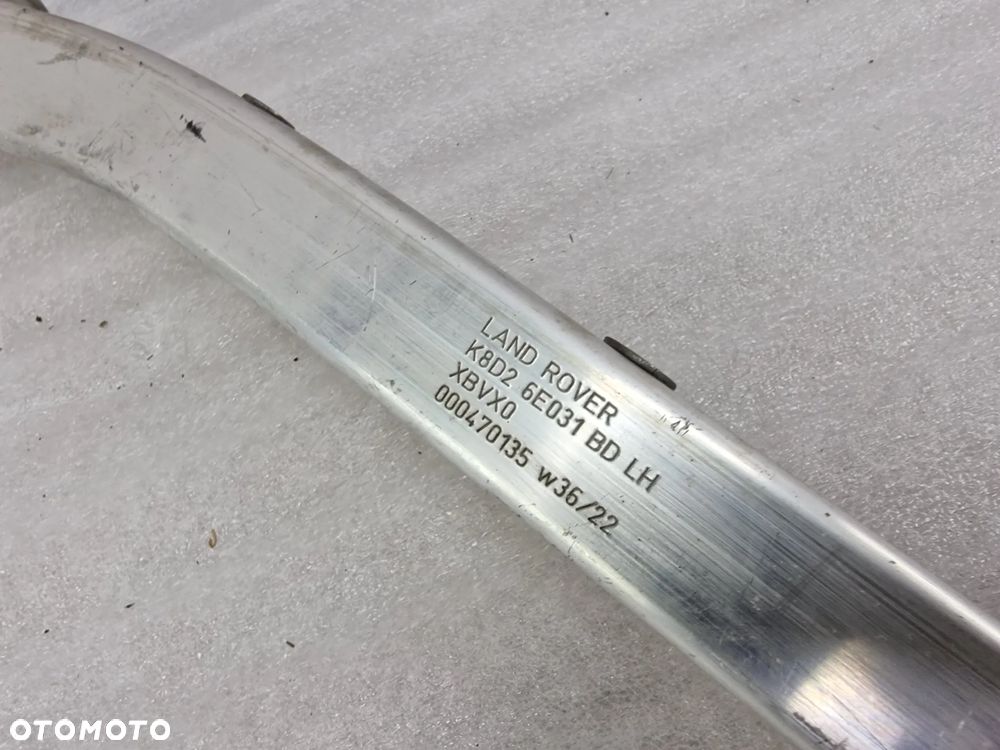 LAND ROVER
K8D2 6E031 BD LH
XBVX0
000470135 w36/22
OTOMOTO